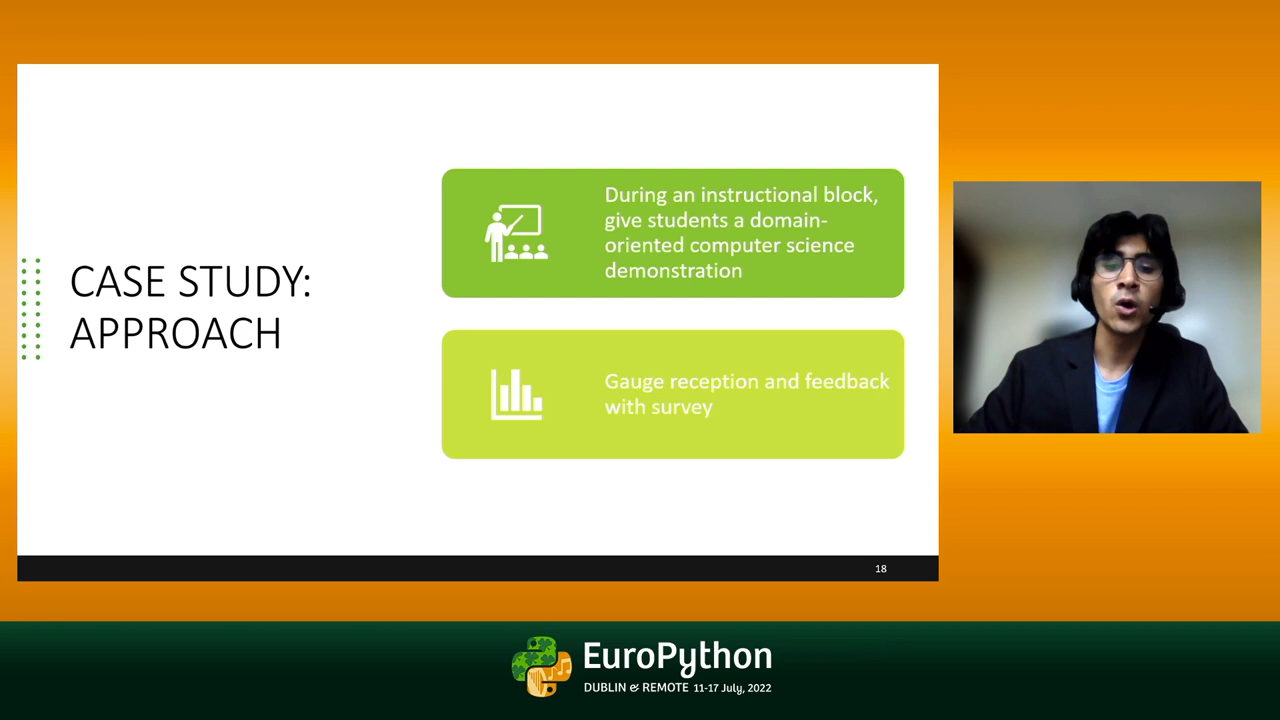 CASE STUDY:
APPROACH
During an instructional block,
give students a domain-
oriented computer science
demonstration
Gauge reception and feedback
with survey
18
EuroPython
DUBLIN & REMOTE 11-17 July, 2022